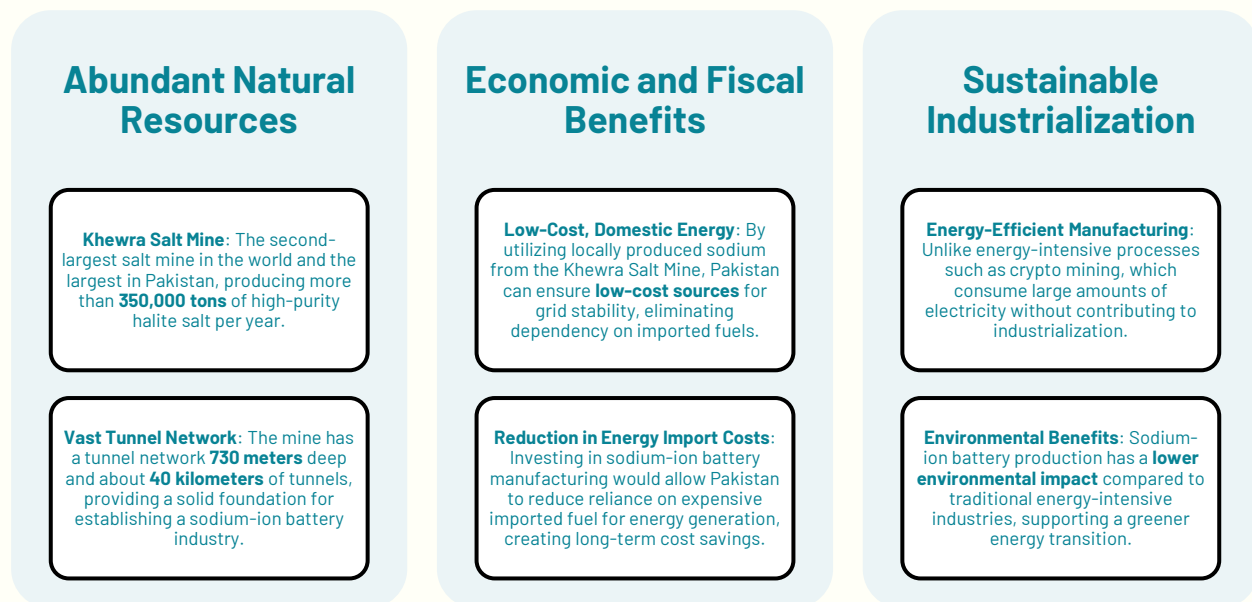 Abundant Natural
Resources
Khewra Salt Mine: The second-
largest salt mine in the world and the
largest in Pakistan, producing more
than 350,000 tons of high-purity
halite salt per year.
Vast Tunnel Network: The mine has
a tunnel network 730 meters deep
and about 40 kilometers of tunnels,
providing a solid foundation for
establishing a sodium-ion battery
industry.
Economic and Fiscal
Benefits
Low-Cost, Domestic Energy: By
utilizing locally produced sodium
from the Khewra Salt Mine, Pakistan
can ensure low-cost sources for
grid stability, eliminating
dependency on imported fuels.
Reduction in Energy Import Costs:
Investing in sodium-ion battery
manufacturing would allow Pakistan
to reduce reliance on expensive
imported fuel for energy generation,
creating long-term cost savings.
Sustainable
Industrialization
Energy-Efficient Manufacturing:
Unlike energy-intensive processes
such as crypto mining, which
consume large amounts of
electricity without contributing to
industrialization.
Environmental Benefits: Sodium-
ion battery production has a lower
environmental impact compared to
traditional energy-intensive
industries, supporting a greener
energy transition.